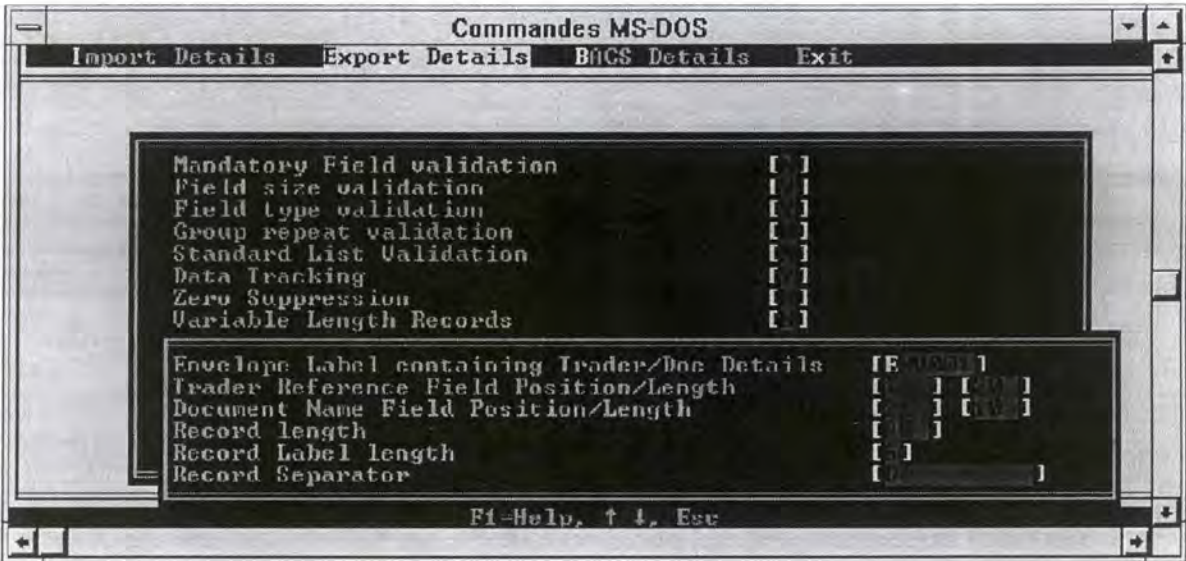 Commandes MS-DOS
Import Details Export Details BACS Details Exit
Mandatory Field validation [ ]
Field size validation [ ]
Field type validation [ ]
Group repeat validation [ ]
Standard List Validation [ ]
Data Tracking [ ]
Zero Suppression [ ]
Variable Length Records [ ]
Envelope Label containing Trader/Doc Details [E ]
Trader Reference Field Position/Length [ ] [ ]
Document Name Field Position/Length [ ] [ ]
Record length [ ]
Record Label length [ ]
Record Separator [ ]
F1=Help, ↑ ↓, Esc